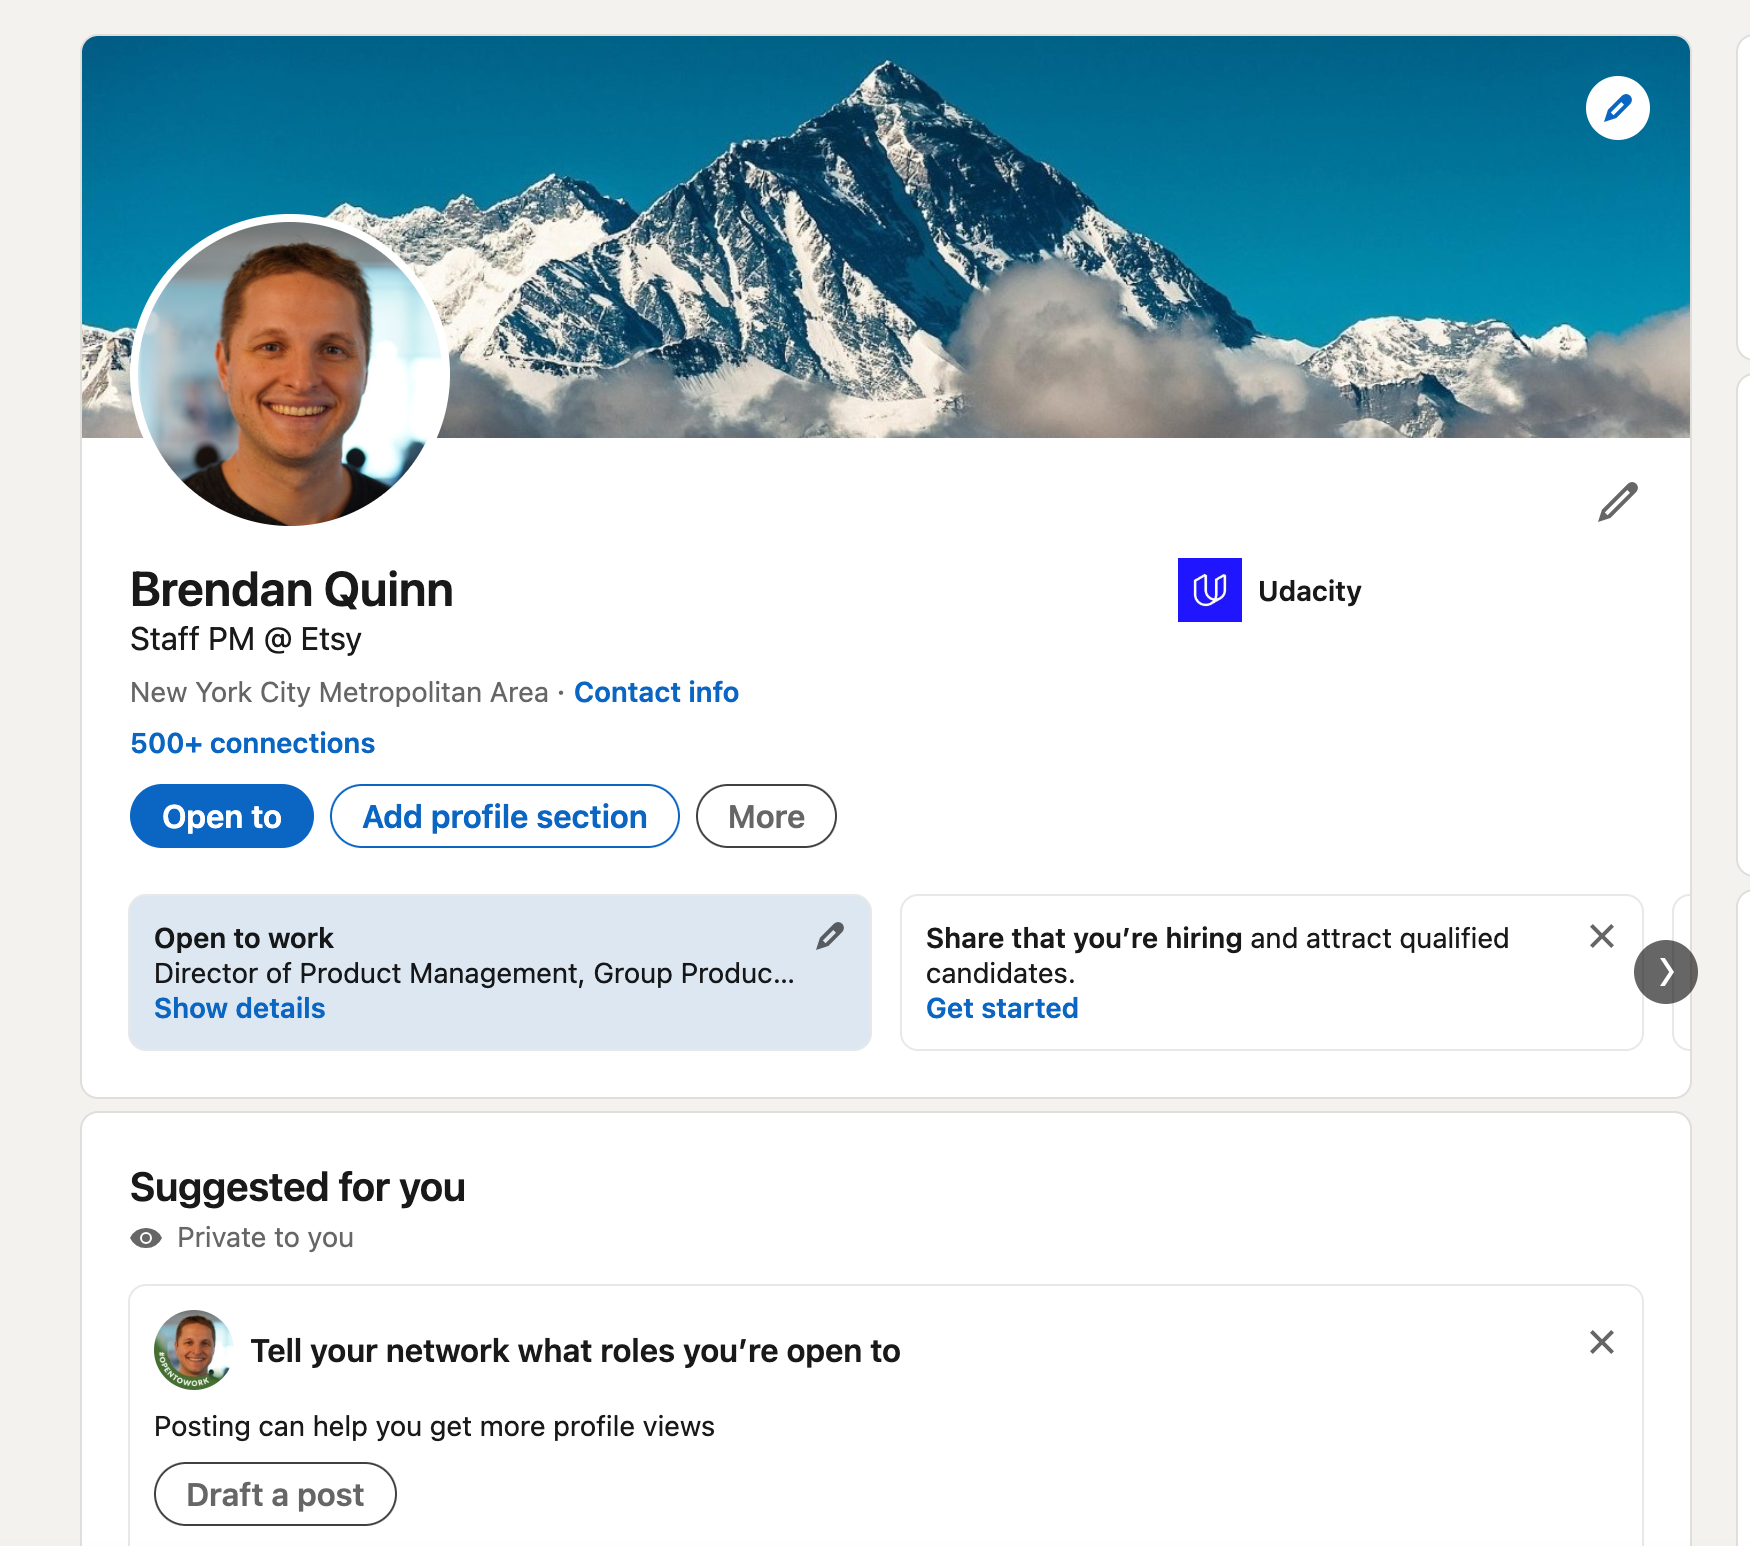 Brendan Quinn
Staff PM @ Etsy
New York City Metropolitan Area · Contact info
500+ connections
Udacity
Open to
Add profile section
More
Open to work
Director of Product Management, Group Produc...
Show details
Share that you’re hiring and attract qualified
candidates.
Get started
Suggested for you
Private to you
#OPENTOWORK
Tell your network what roles you’re open to
Posting can help you get more profile views
Draft a post